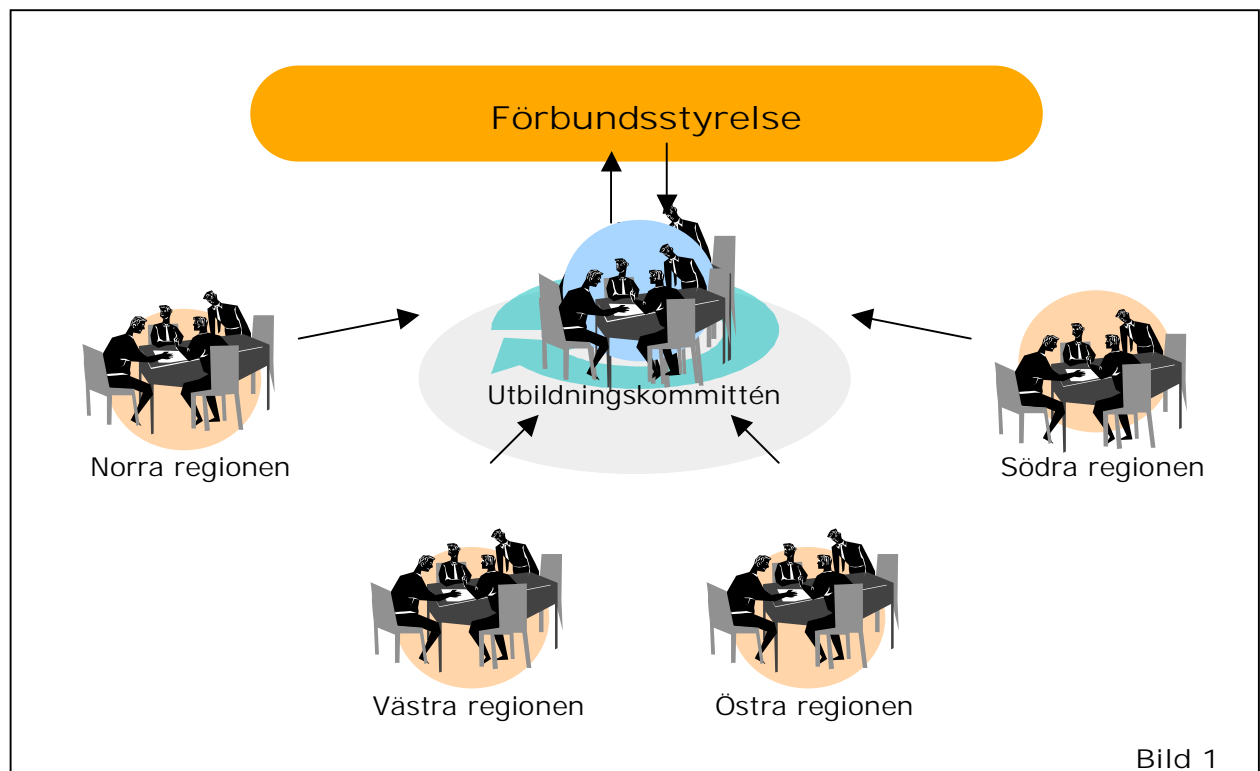 Förbundsstyrelse
Utbildningskommittén
Norra regionen
Södra regionen
Västra regionen
Östra regionen
Bild 1